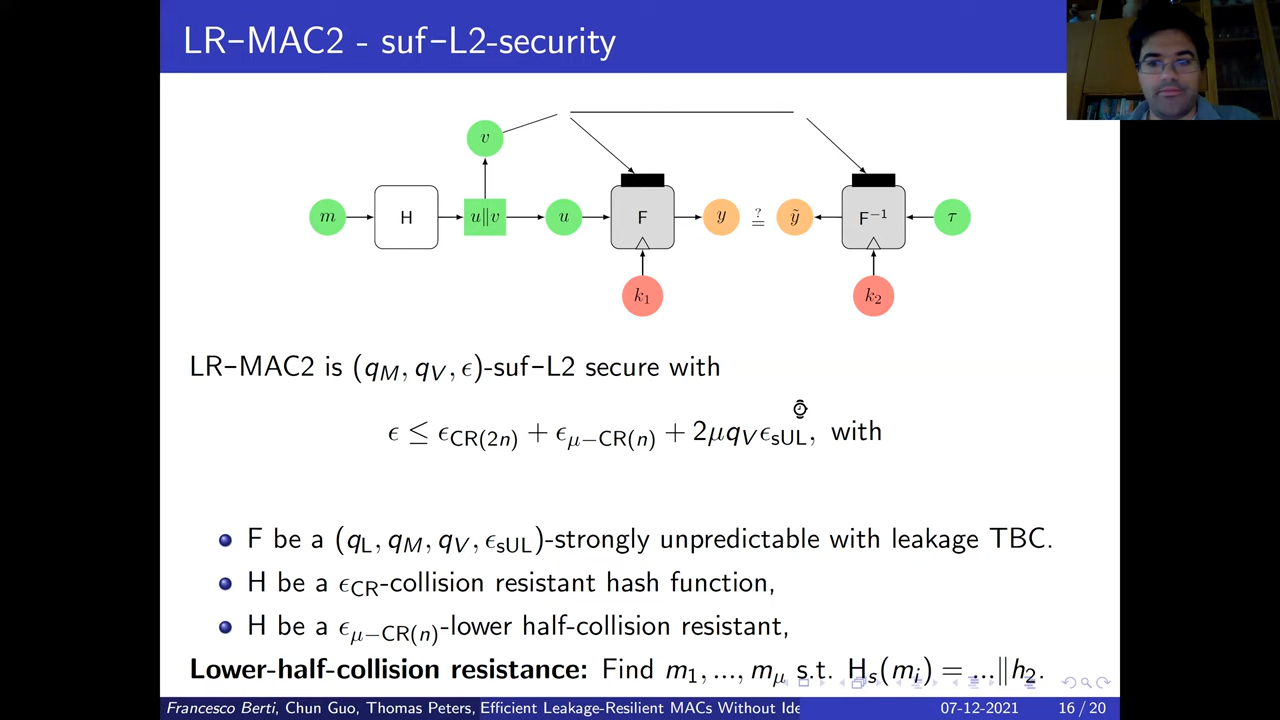 LR–MAC2 - suf–L2-security
v
m H u∥v u F y ?= ỹ F⁻¹ τ
k₁ k₂
LR–MAC2 is (q_M, q_V, ϵ)-suf–L2 secure with
ϵ ≤ ϵ_CR(2n) + ϵ_μ−CR(n) + 2μq_Vϵ_sUL, with
F be a (q_L, q_M, q_V, ϵ_sUL)-strongly unpredictable with leakage TBC.
H be a ϵ_CR-collision resistant hash function,
H be a ϵ_μ−CR(n)-lower half-collision resistant,
Lower-half-collision resistance: Find m₁, ..., m_μ s.t. H_s(m_i) = ...∥h₂.
Francesco Berti, Chun Guo, Thomas Peters, Efficient Leakage-Resilient MACs Without Ide 07-12-2021 16 / 20